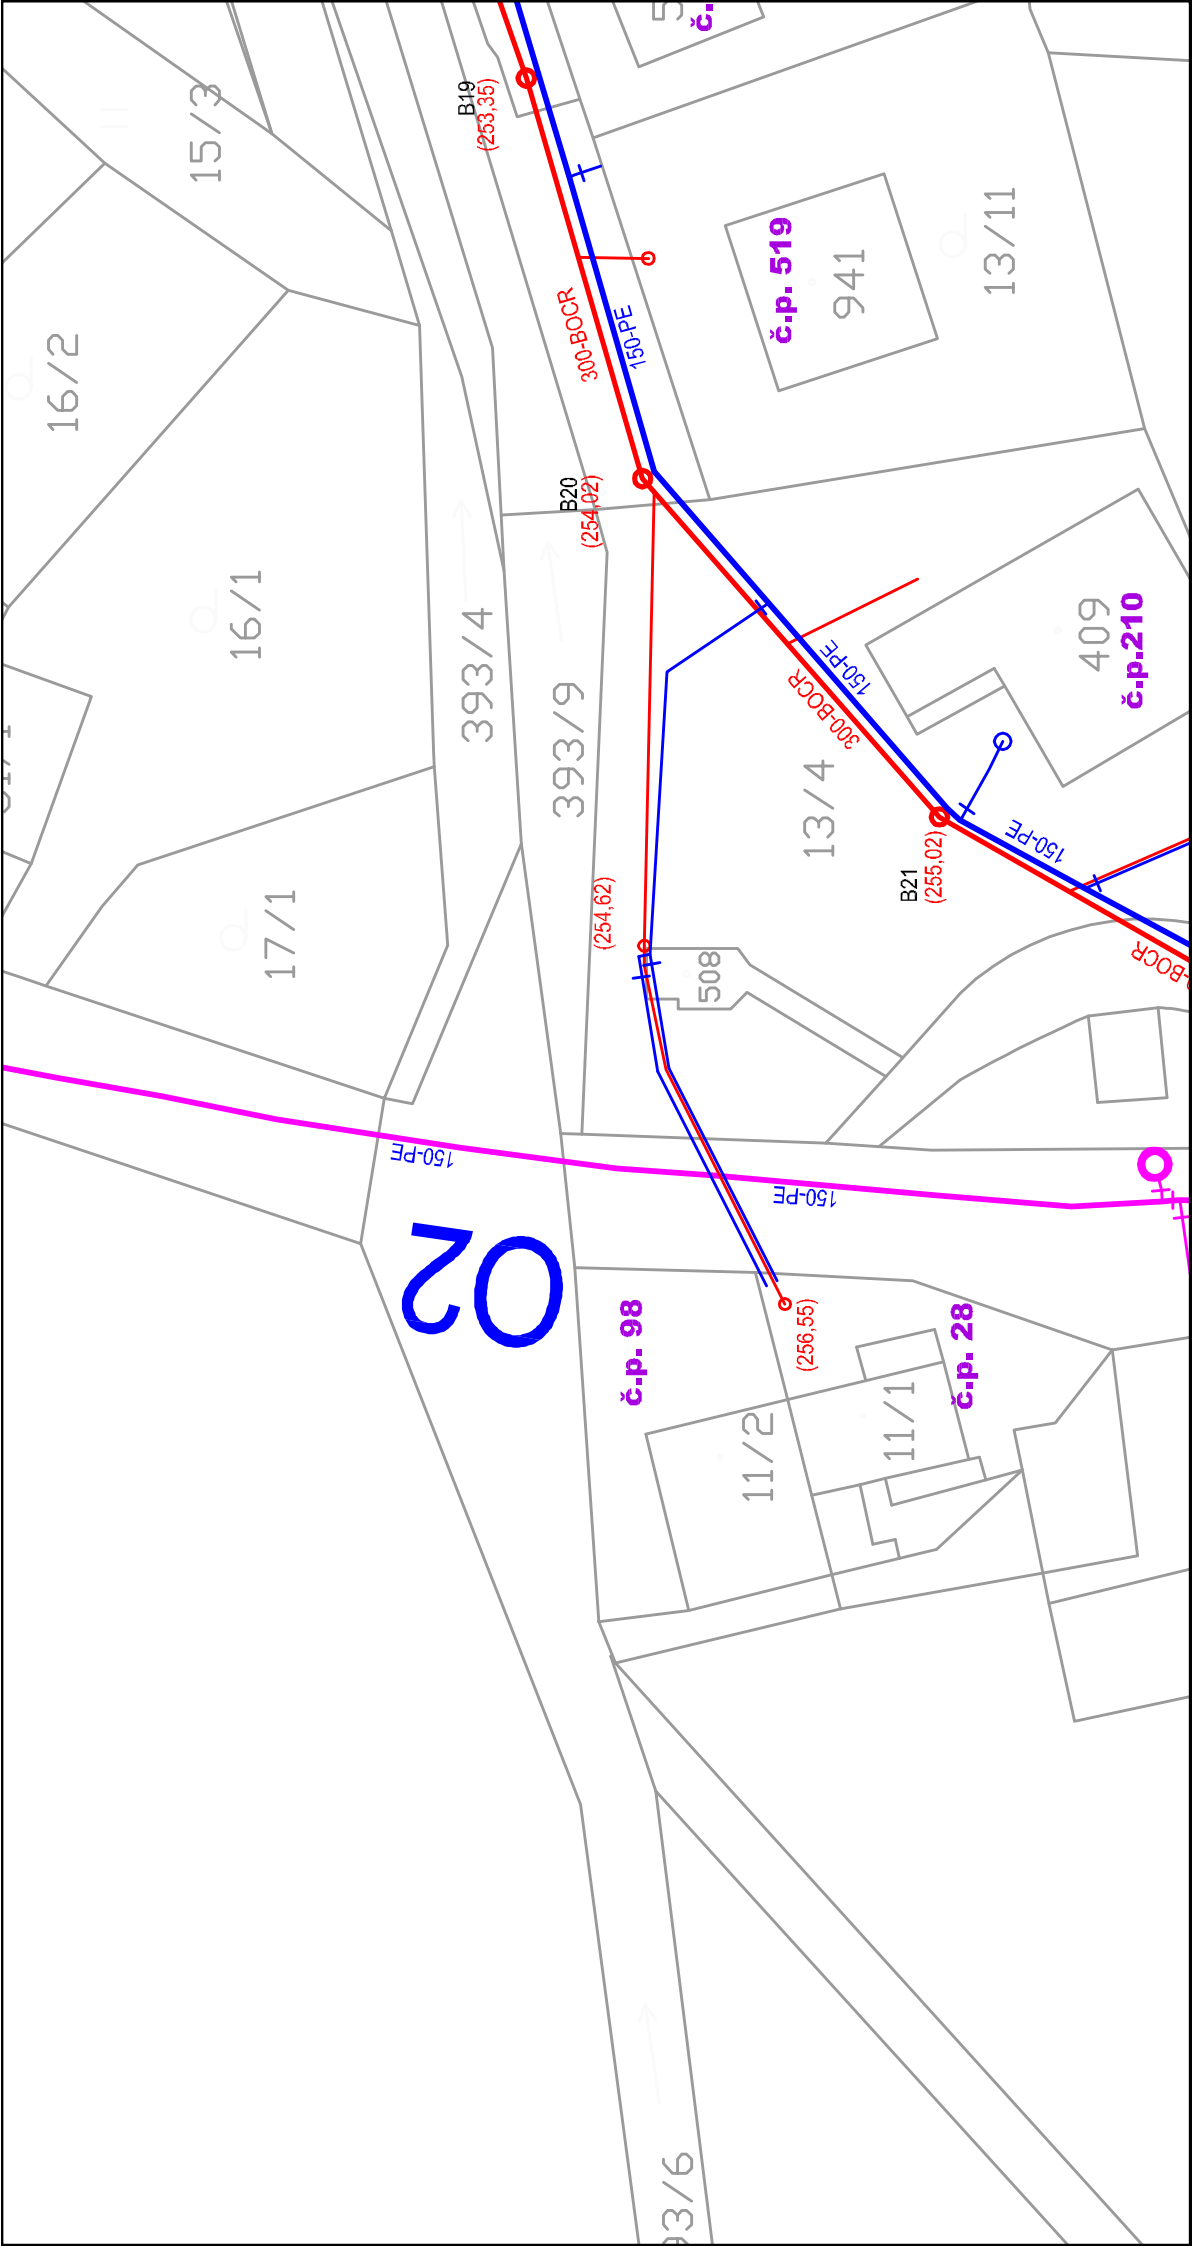 15/3
B19
(253,35)
č.
č.p. 519
941
13/11
16/2
300-BOCR
150-PE
B20
(254,02)
16/1
393/4
393/9
409
č.p.210
150-PE
300-BOCR
13/4
B21
(255,02)
150-PE
BOCR
17/1
(254,62)
508
150-PE
150-PE
O2
č.p. 98
(256,55)
č.p. 28
11/2
11/1
93/6